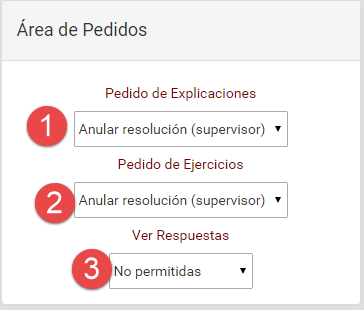 Área de Pedidos
Pedido de Explicaciones
1 Anular resolución (supervisor)
Pedido de Ejercicios
2 Anular resolución (supervisor)
Ver Respuestas
3 No permitidas